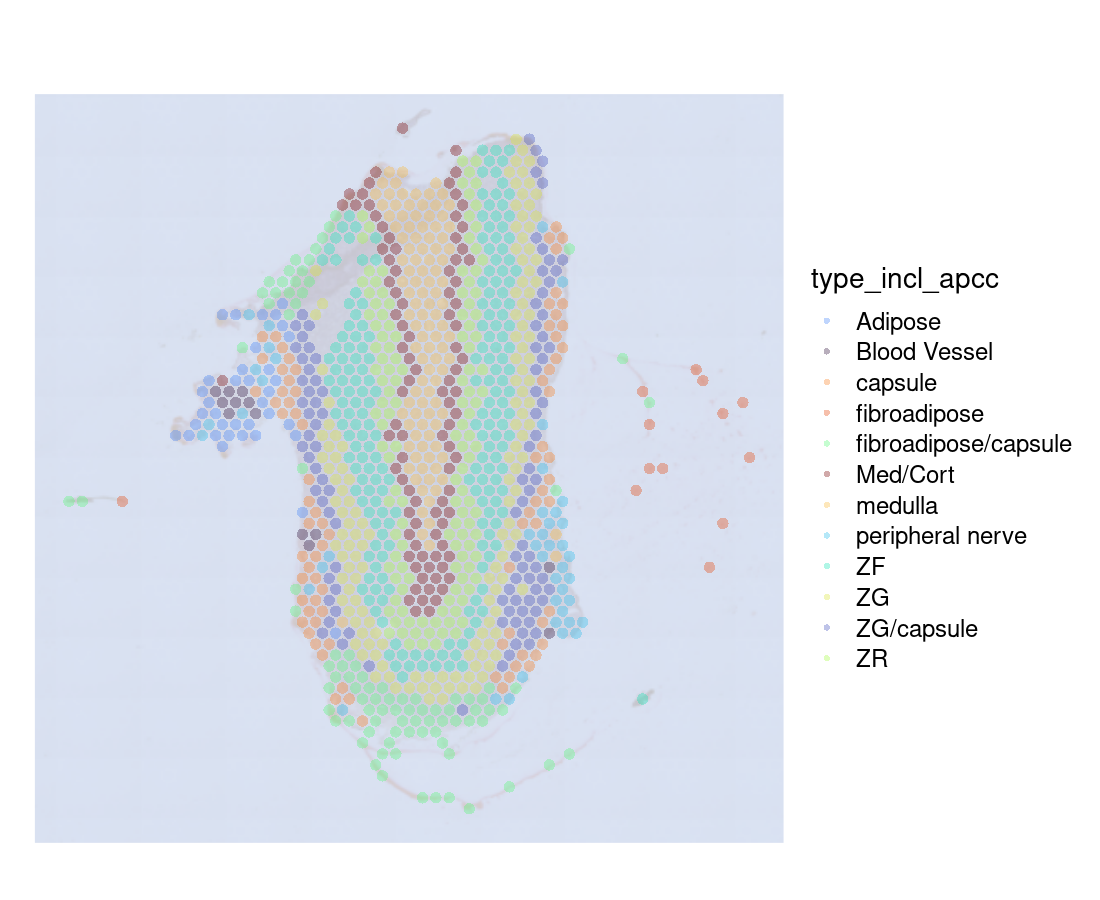 type_incl_apcc
Adipose
Blood Vessel
capsule
fibroadipose
fibroadipose/capsule
Med/Cort
medulla
peripheral nerve
ZF
ZG
ZG/capsule
ZR